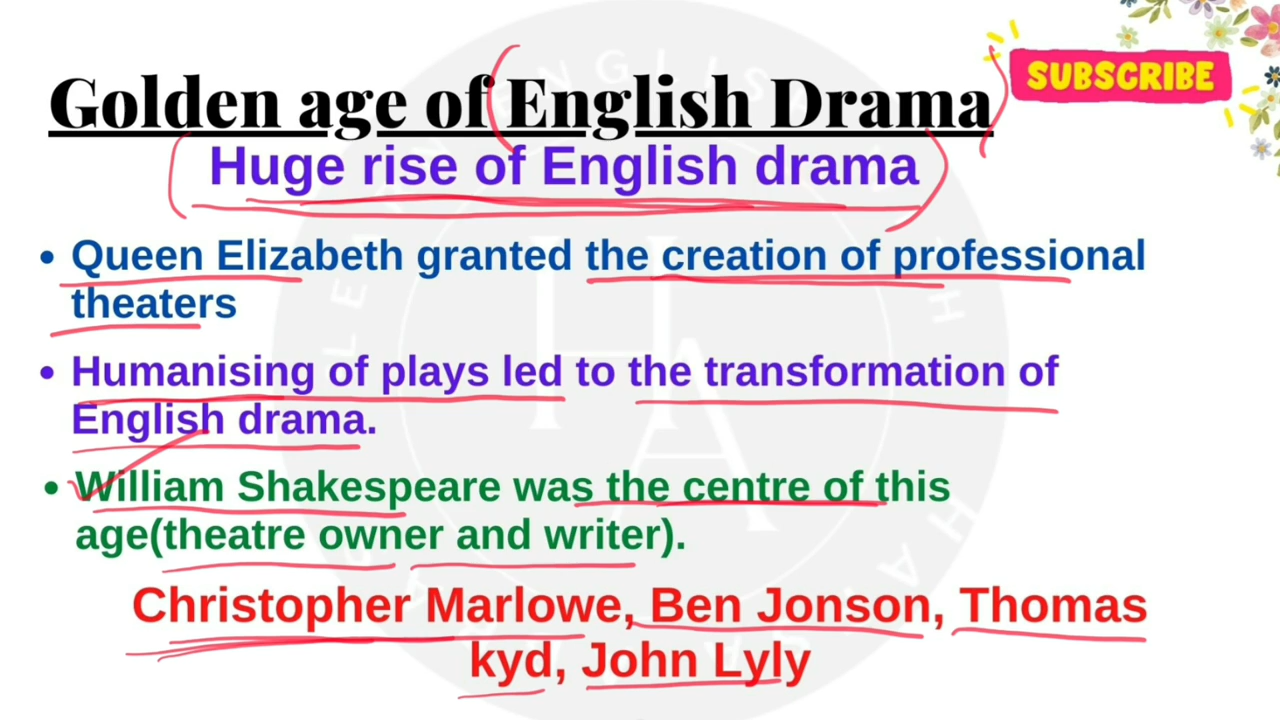 Golden age of English Drama
SUBSCRIBE
Huge rise of English drama
• Queen Elizabeth granted the creation of professional
theaters
• Humanising of plays led to the transformation of
English drama.
• William Shakespeare was the centre of this
age(theatre owner and writer).
Christopher Marlowe, Ben Jonson, Thomas
kyd, John Lyly